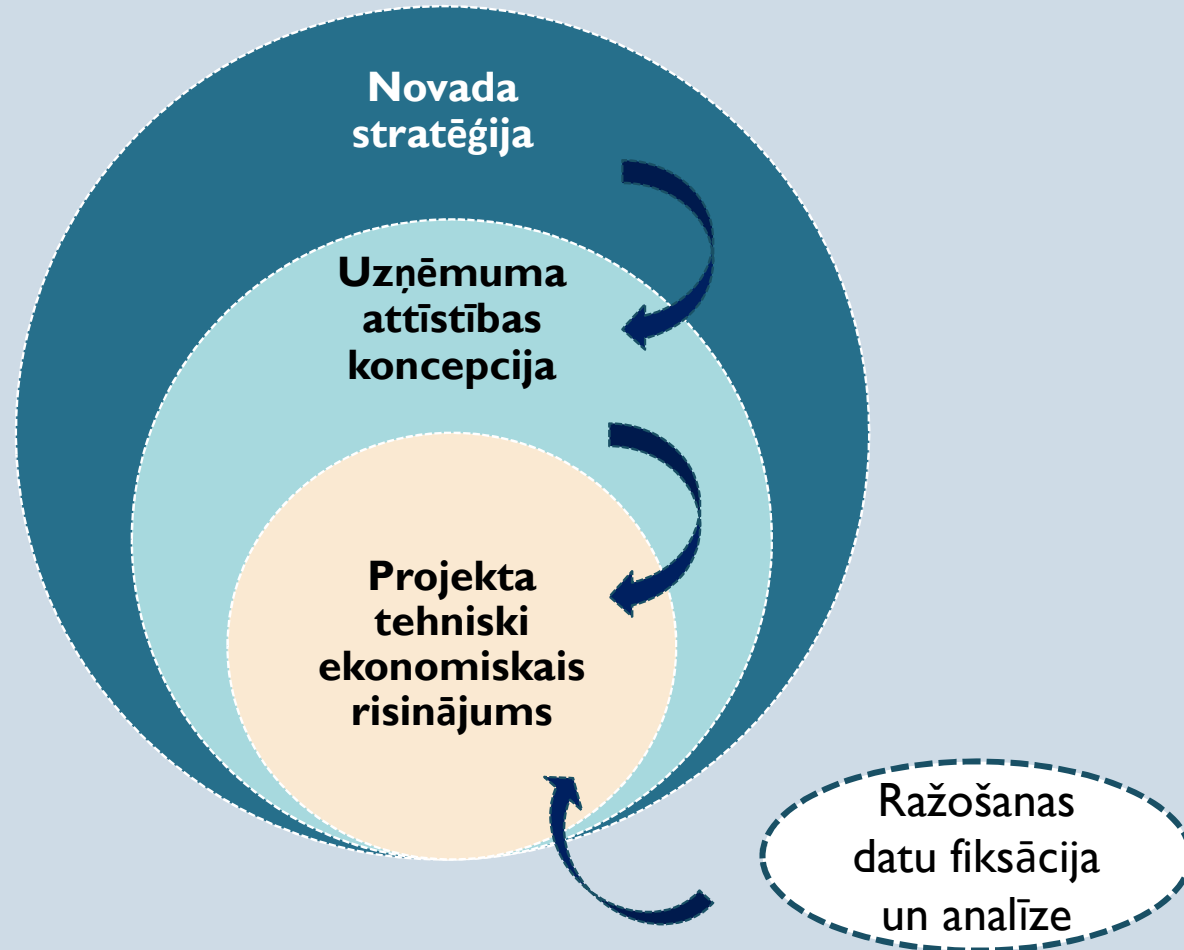 Novada
stratēģija
Uzņēmuma
attīstības
koncepcija
Projekta
tehniski
ekonomiskais
risinājums
Ražošanas
datu fiksācija
un analīze